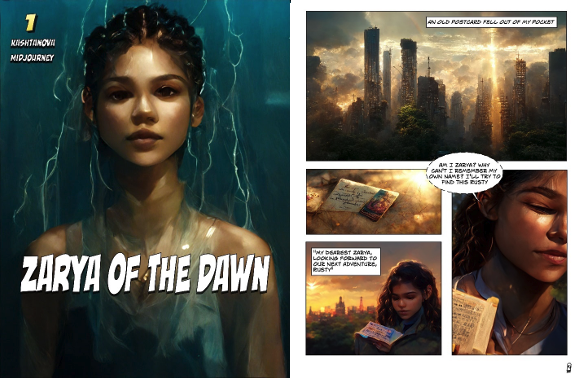 1
KASHTANOVA
MIDJOURNEY
ZARYA OF THE DAWN
AN OLD POSTCARD FELL OUT OF MY POCKET
AM I ZARYA? WHY
CAN'T I REMEMBER MY
OWN NAME? I'LL TRY TO
FIND THIS RUSTY
"MY DEAREST ZARYA,
LOOKING FORWARD TO
OUR NEXT ADVENTURE,
RUSTY"